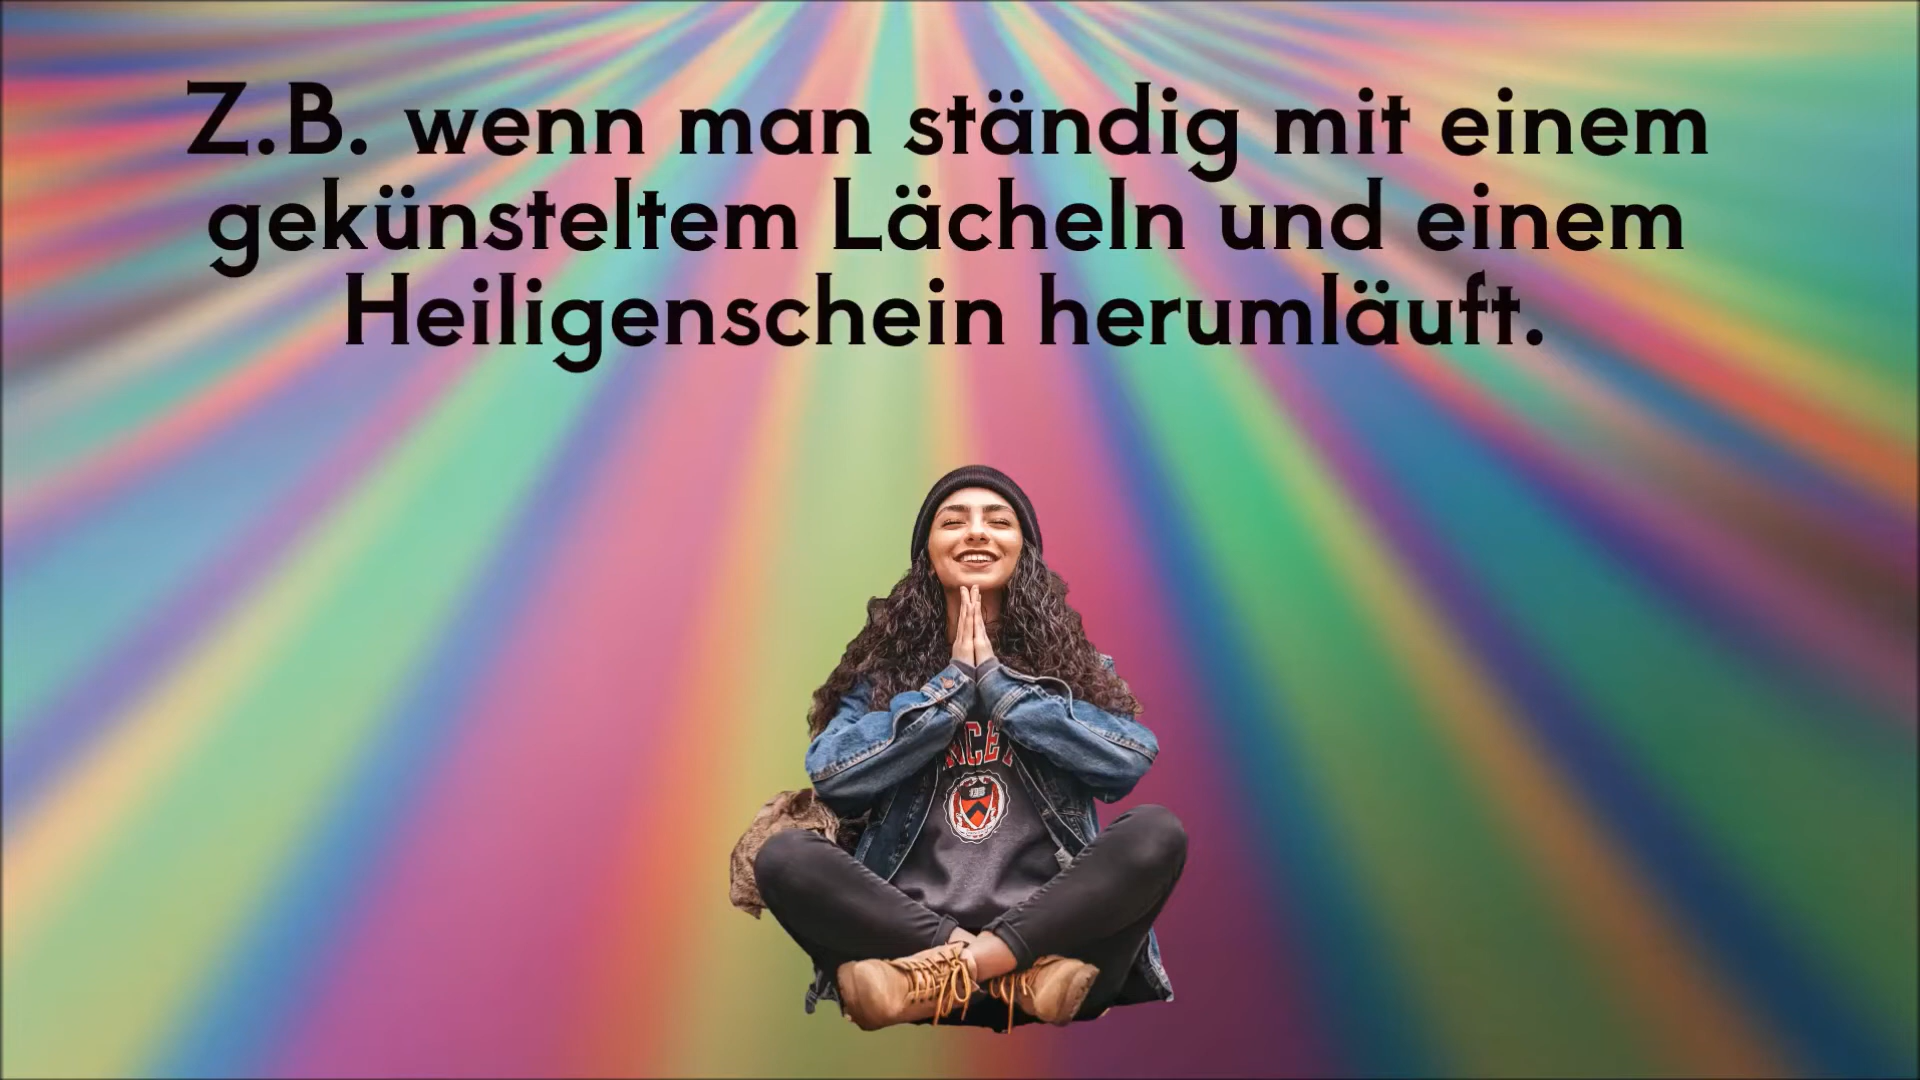 Z.B. wenn man ständig mit einem
gekünsteltem Lächeln und einem
Heiligenschein herumläuft.